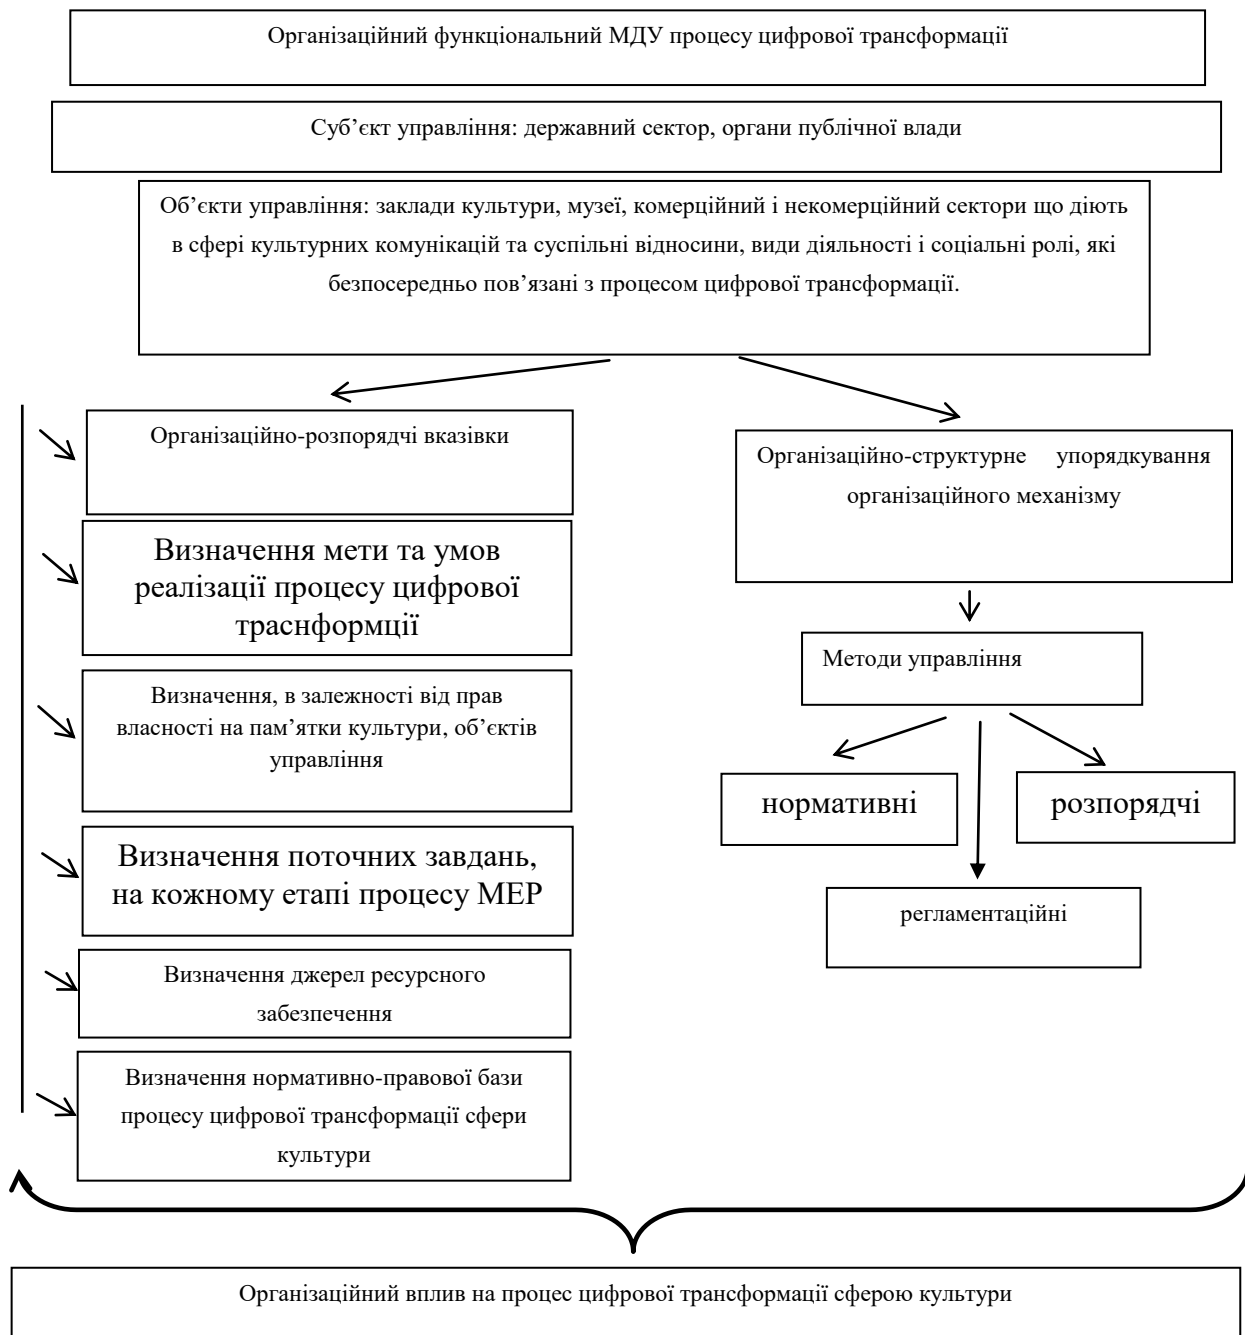 Організаційний функціональний МДУ процесу цифрової трансформації
Суб’єкт управління: державний сектор, органи публічної влади
Об’єкти управління: заклади культури, музеї, комерційний і некомерційний сектори що діють
в сфері культурних комунікацій та суспільні відносини, види діяльності і соціальні ролі, які
безпосередньо пов’язані з процесом цифрової трансформації.
Організаційно-розпорядчі вказівки
Визначення мети та умов
реалізації процесу цифрової
траснформції
Визначення, в залежності від прав
власності на пам’ятки культури, об’єктів
управління
Визначення поточних завдань,
на кожному етапі процесу МЕР
Визначення джерел ресурсного
забезпечення
Визначення нормативно-правової бази
процесу цифрової трансформації сфери
культури
Організаційно-структурне упорядкування
організаційного механізму
Методи управління
нормативні
розпорядчі
регламентаційні
Організаційний вплив на процес цифрової трансформації сферою культури